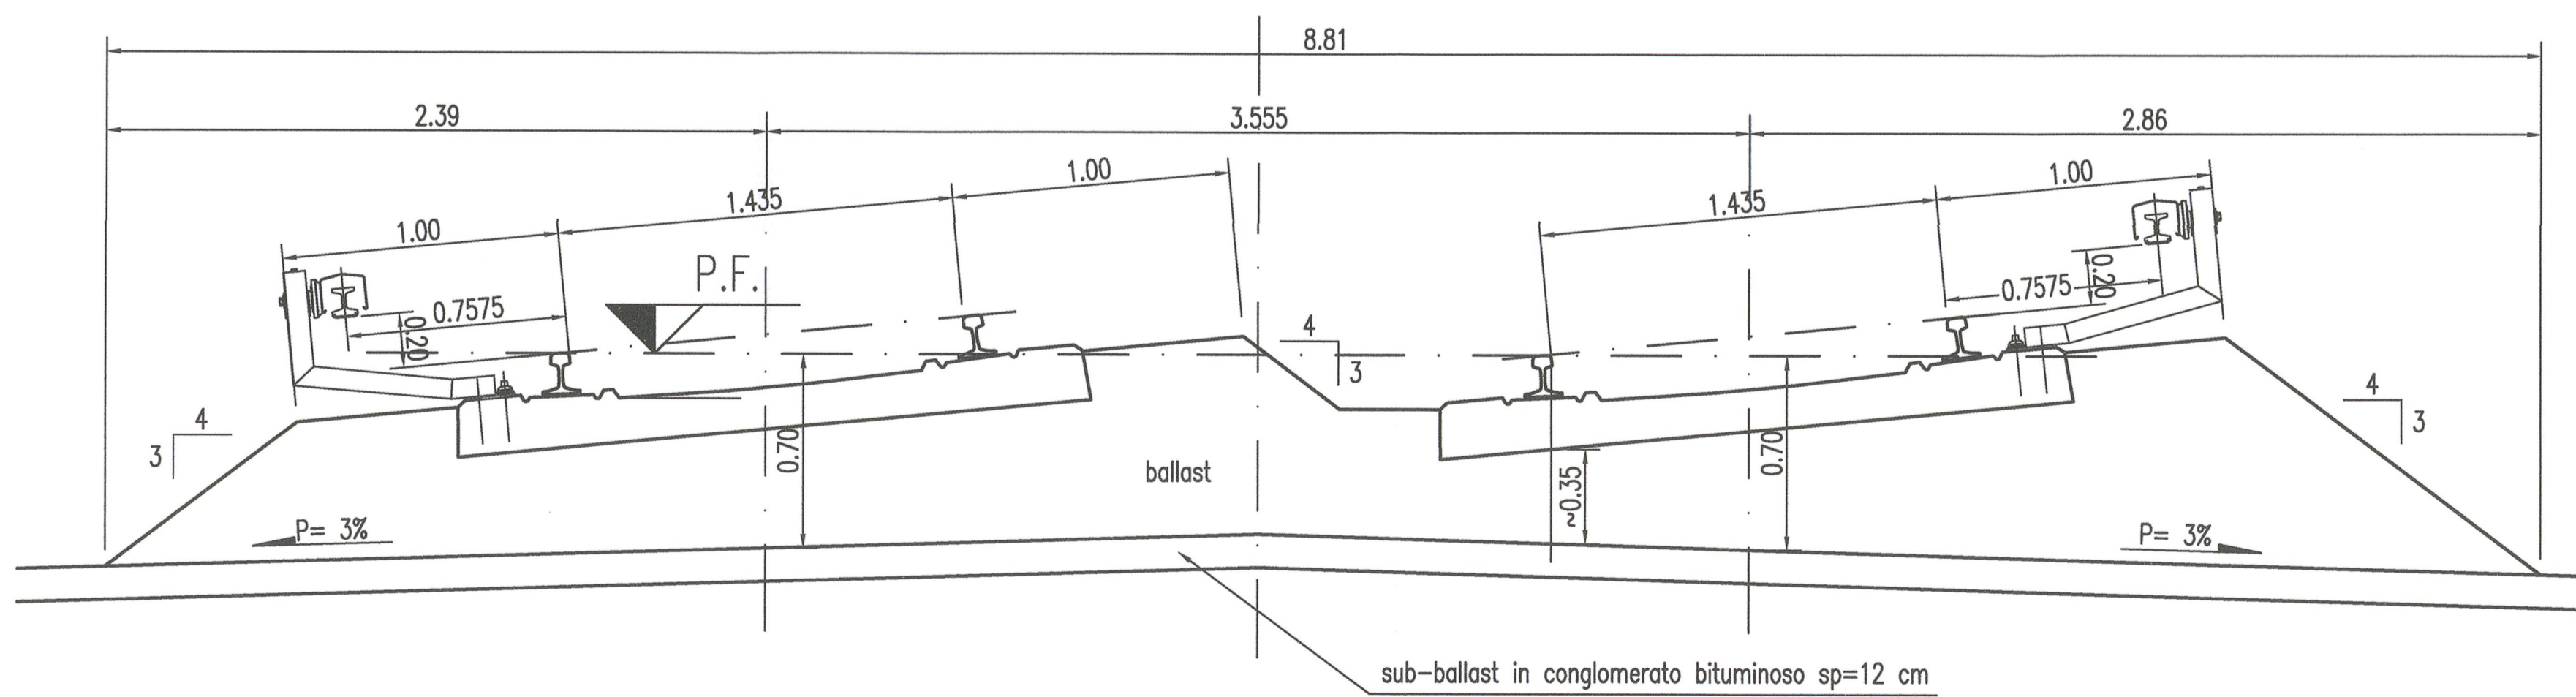 8.81
2.39 3.555 2.86
1.00 1.435 1.00 1.435 1.00
P.F.
0.7575 0.20 0.7575 0.20
4 3
4 3
4 3
0.70 0.70
ballast
~0.35
P= 3% P= 3%
sub-ballast in conglomerato bituminoso sp=12 cm